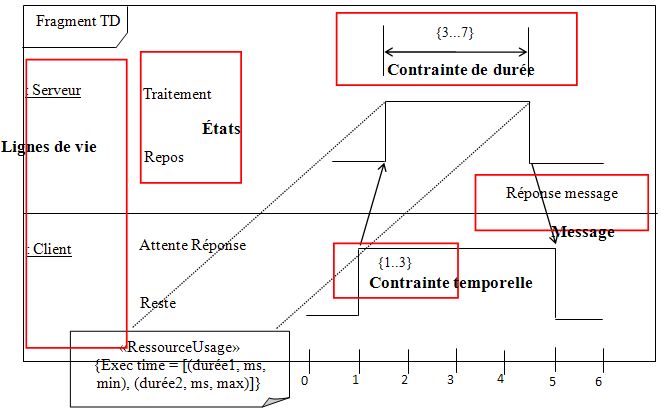 Fragment TD
{3...7}
Contrainte de durée
: Serveur
Traitement
États
Lignes de vie
Repos
Réponse message
Message
: Client
Attente Réponse
{1..3}
Contrainte temporelle
Reste
«RessourceUsage»
{Exec time = [(durée1, ms,
min), (durée2, ms, max)]}
0 1 2 3 4 5 6